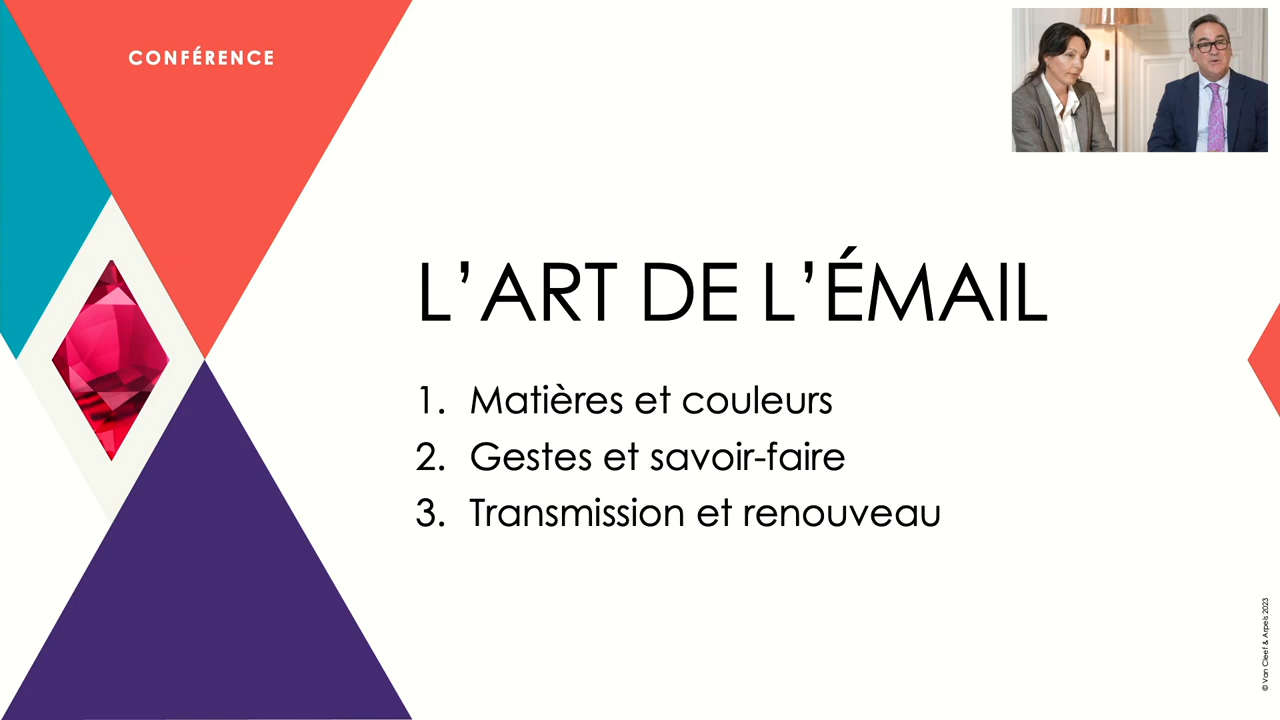 CONFÉRENCE
L’ART DE L’ÉMAIL
1. Matières et couleurs
2. Gestes et savoir-faire
3. Transmission et renouveau
© Van Cleef & Arpels 2023